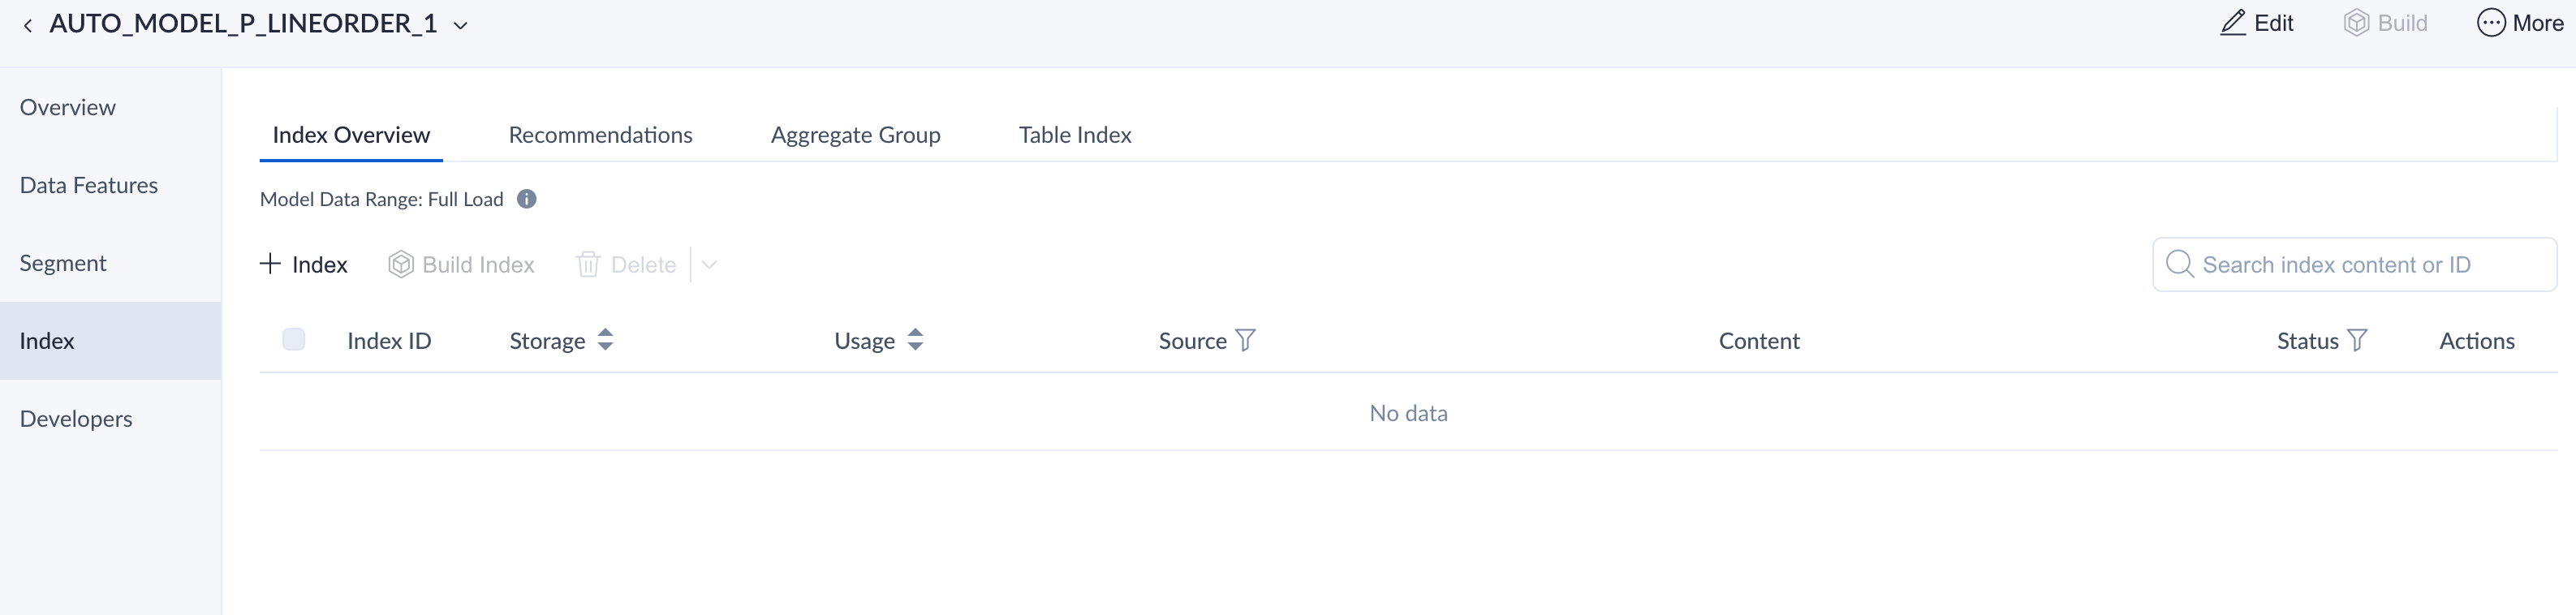 AUTO_MODEL_P_LINEORDER_1
Edit Build More
Overview
Data Features
Segment
Index
Developers
Index Overview Recommendations Aggregate Group Table Index
Model Data Range: Full Load
Index Build Index Delete Search index content or ID
Index ID Storage Usage Source Content Status Actions
No data